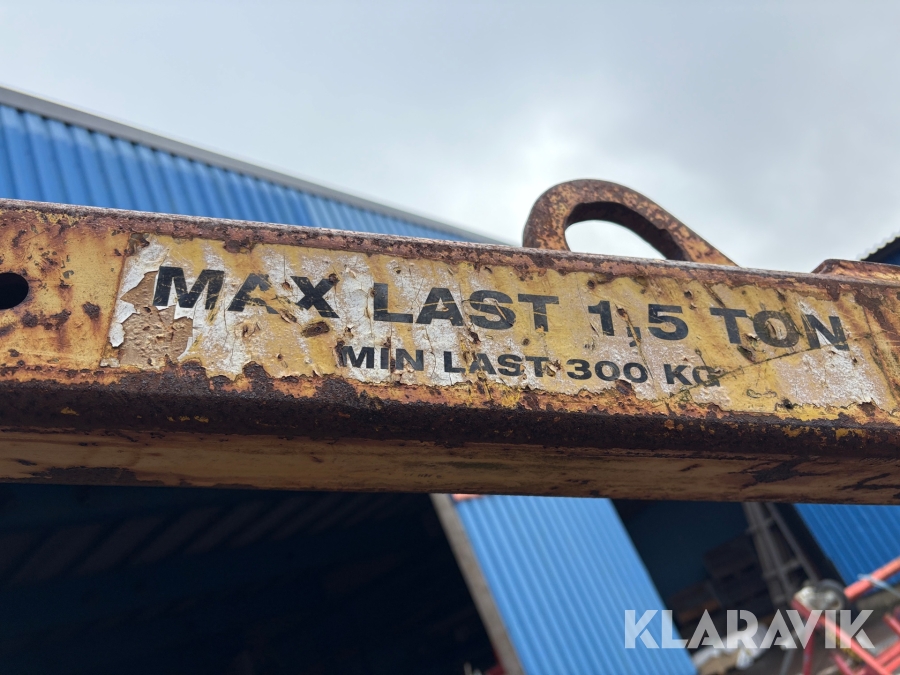 MAX LAST 1,5 TON
MIN LAST 300 KG
KLARAVIK